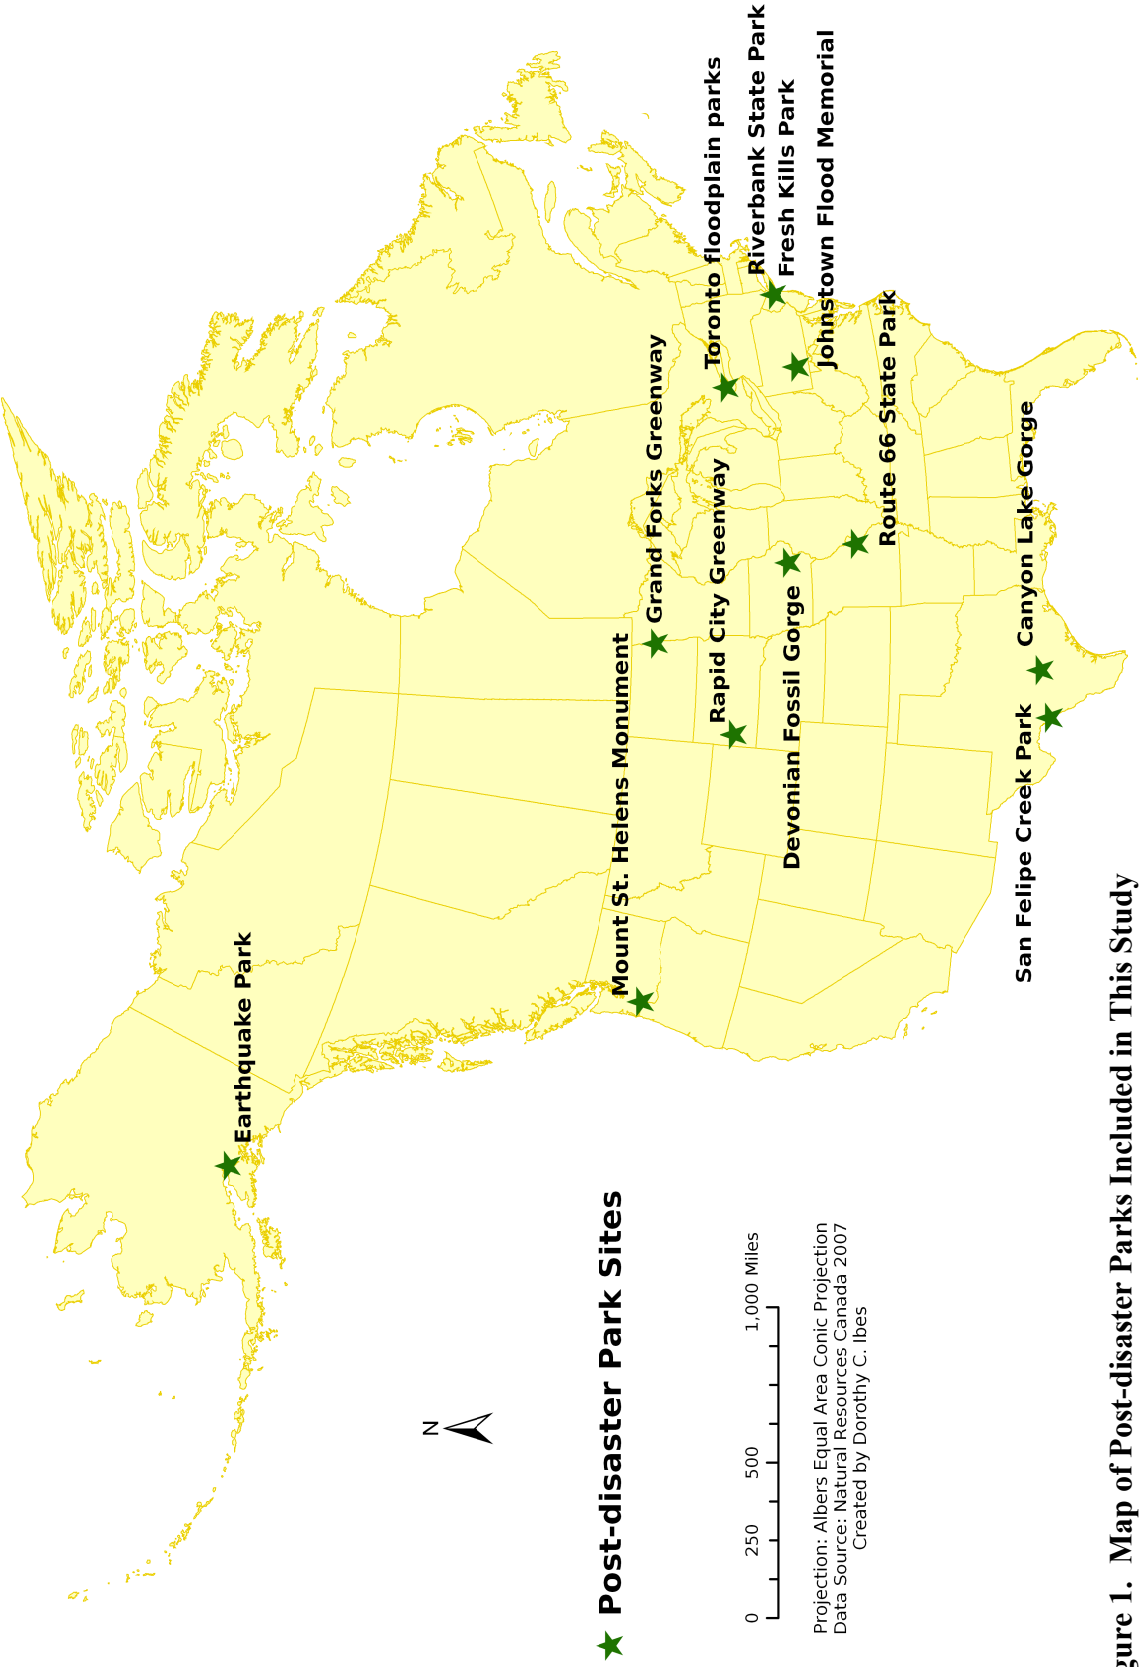 Earthquake Park
Mount St. Helens Monument
Grand Forks Greenway
Toronto floodplain parks
Rapid City Greenway
Riverbank State Park
Fresh Kills Park
Johnstown Flood Memorial
Devonian Fossil Gorge
Route 66 State Park
Canyon Lake Gorge
San Felipe Creek Park
N
Post-disaster Park Sites
0 250 500 1,000 Miles
Projection: Albers Equal Area Conic Projection
Data Source: Natural Resources Canada 2007
Created by Dorothy C. Ibes
gure 1. Map of Post-disaster Parks Included in This Study